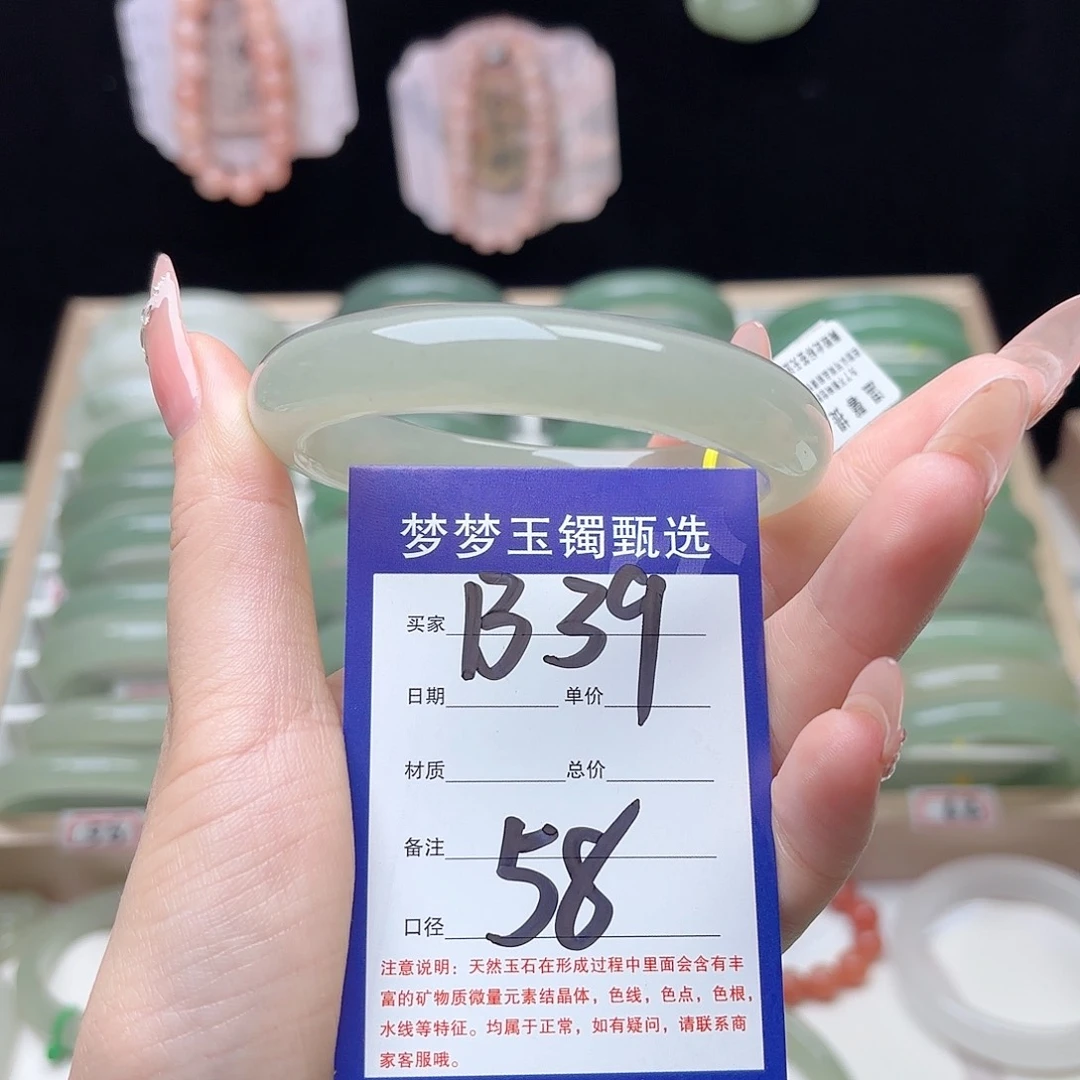 梦梦玉镯甄选
买家 B39
日期 单价
材质 总价
备注
口径 58
注意说明：天然玉石在形成过程中里面会含有丰
富的矿物质微量元素结晶体，色线，色点，色根，
水线等特征。均属于正常，如有疑问，请联系商
家客服哦。